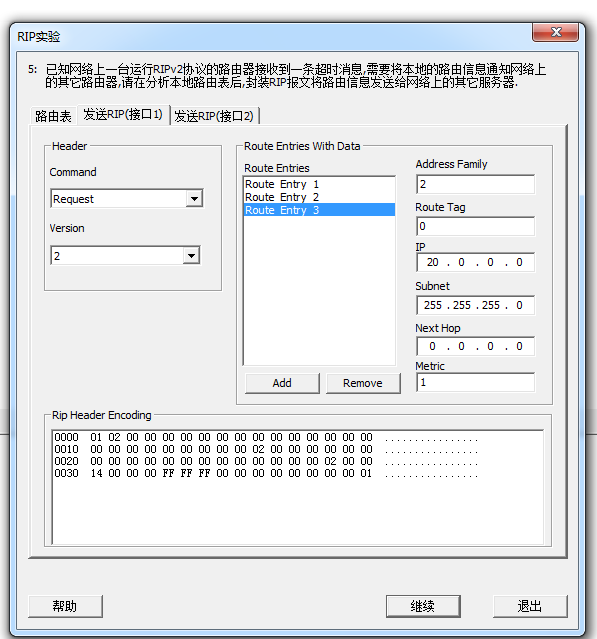 RIP实验
5: 已知网络上一台运行RIPv2协议的路由器接收到一条超时消息,需要将本地的路由信息通知网络上
的其它路由器,请在分析本地路由表后,封装RIP报文将路由信息发送给网络上的其它服务器.
路由表 发送RIP(接口1) 发送RIP(接口2)
Header
Command
Request
Version
2
Route Entries With Data
Route Entries
Route Entry 1
Route Entry 2
Route Entry 3
Add Remove
Address Family
2
Route Tag
0
IP
20 . 0 . 0 . 0
Subnet
255 . 255 . 255 . 0
Next Hop
0 . 0 . 0 . 0
Metric
1
Rip Header Encoding
0000 01 02 00 00 00 00 00 00 00 00 00 00 00 00 00 00 ................
0010 00 00 00 00 00 00 00 00 00 02 00 00 00 00 00 00 ................
0020 00 00 00 00 00 00 00 00 00 00 00 00 00 02 00 00 ................
0030 14 00 00 00 FF FF FF 00 00 00 00 00 00 00 00 01 ................
帮助 继续 退出